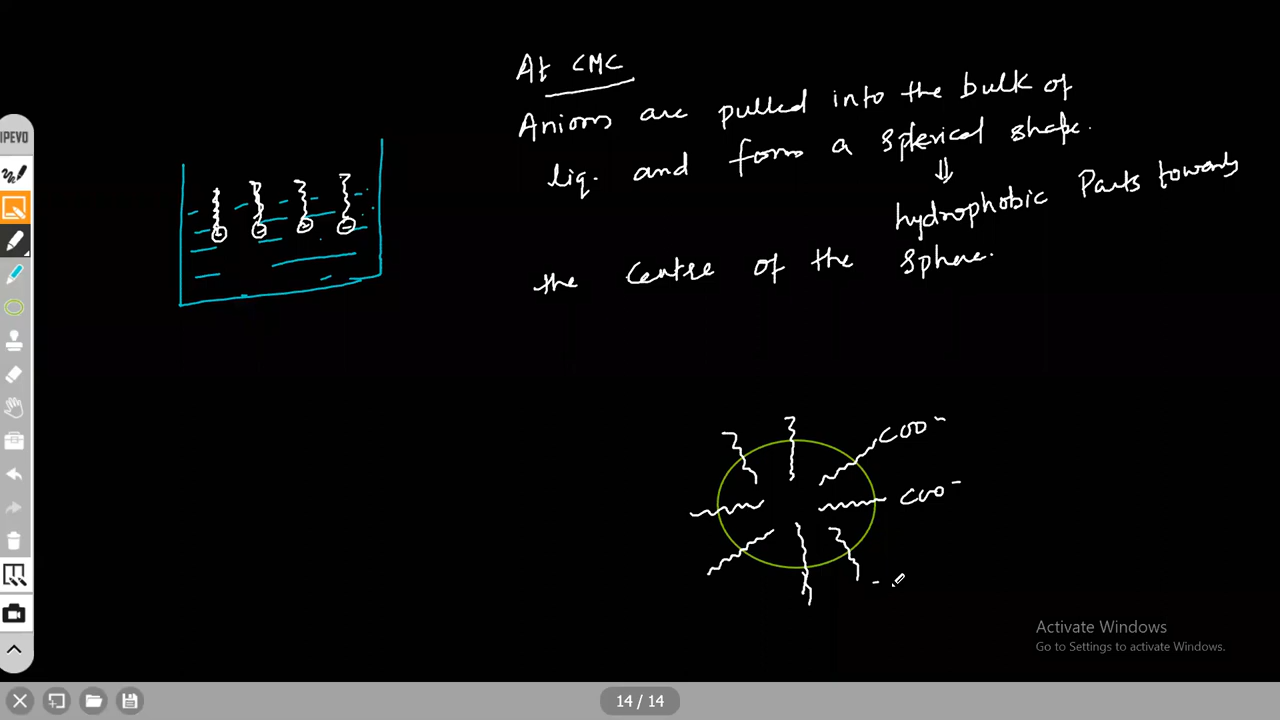 IPEVO
At CMC
Anions are pulled into the bulk of
liq. and form a spherical shape.
⇓
hydrophobic Parts towards
the centre of the sphere.
COO⁻
COO⁻
Activate Windows
Go to Settings to activate Windows.
14 / 14